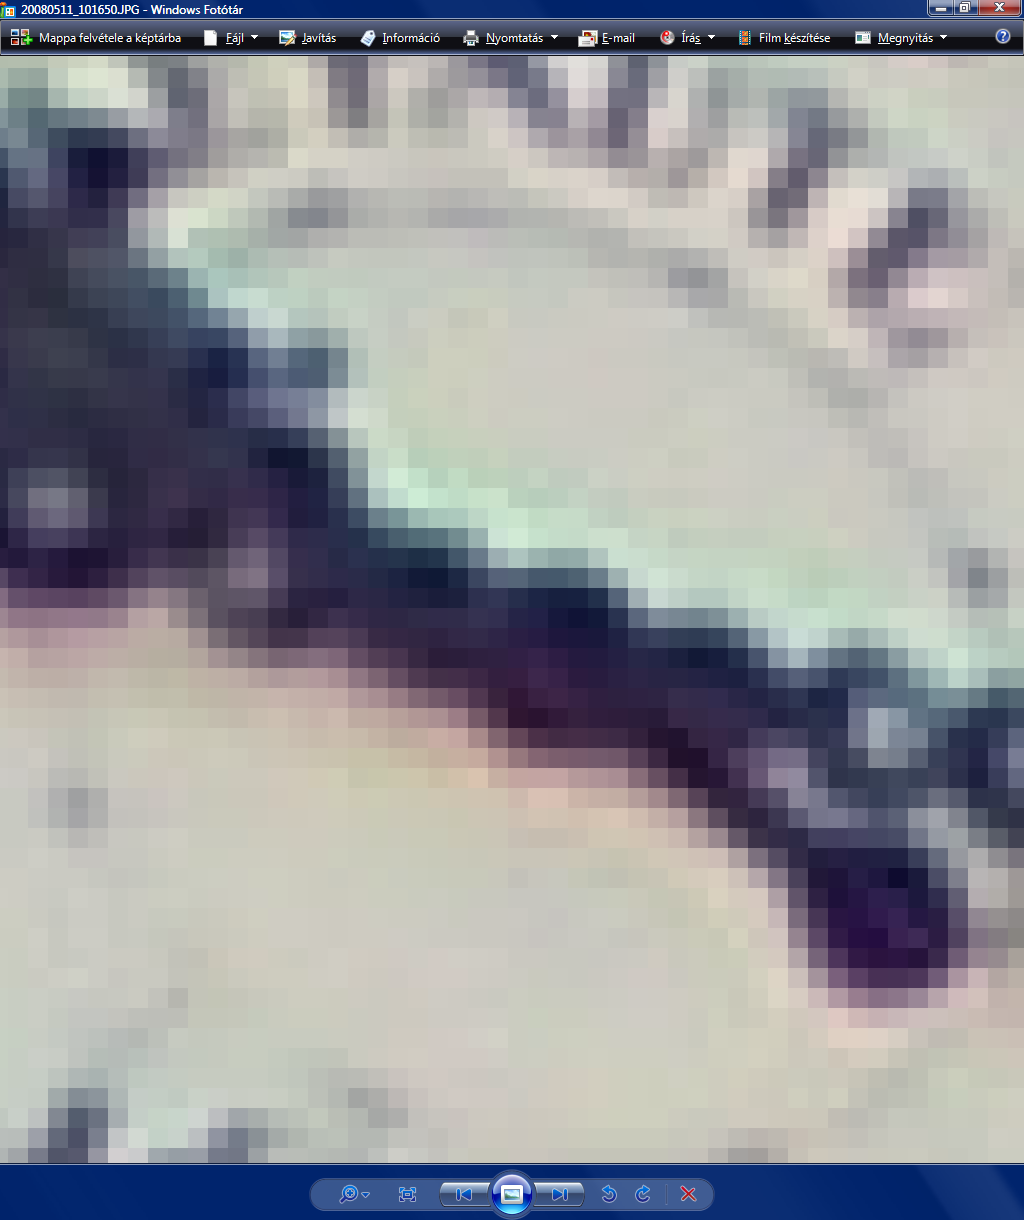 20080511_101650.JPG - Windows Fotótár
Mappa felvétele a képtárba Fájl Javítás Információ Nyomtatás E-mail Írás Film készítése Megnyitás